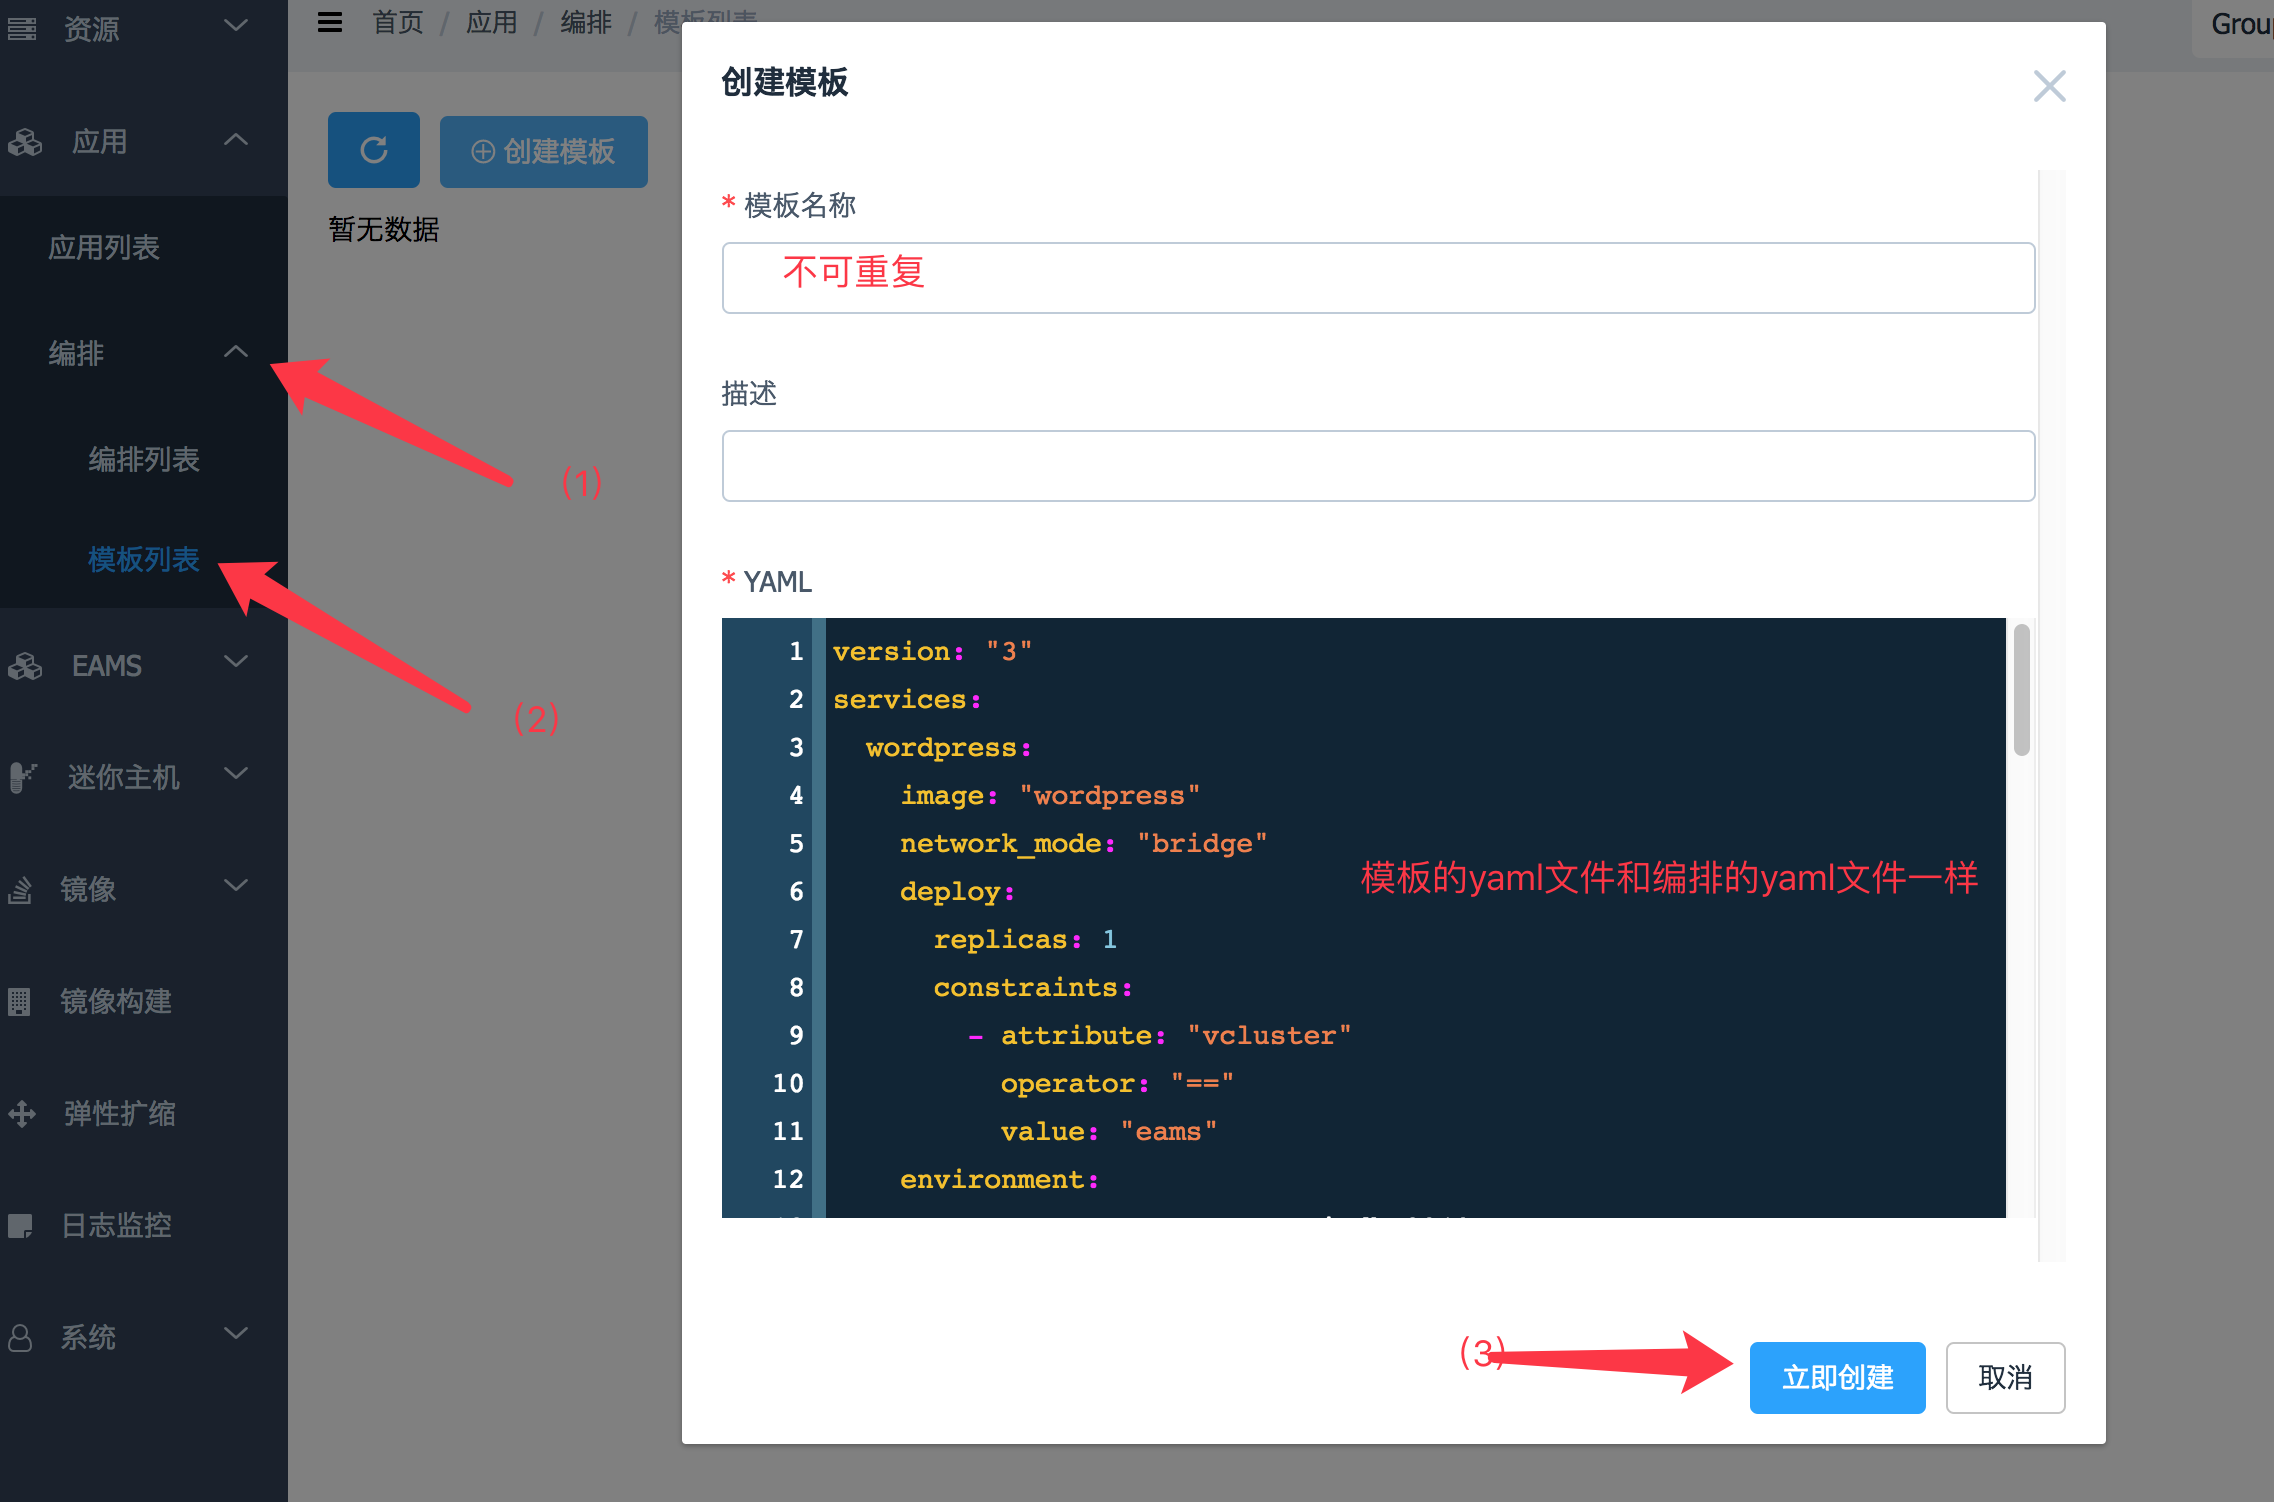 资源
应用
应用列表
编排
编排列表
模板列表
EAMS
迷你主机
镜像
镜像构建
弹性扩缩
日志监控
系统
首页 / 应用 / 编排 / 模板列表
创建模板
暂无数据
(1)
(2)
创建模板
* 模板名称
不可重复
描述
* YAML
1 version: "3"
2 services:
3 wordpress:
4 image: "wordpress"
5 network_mode: "bridge"
6 deploy:
7 replicas: 1
8 constraints:
9 - attribute: "vcluster"
10 operator: "=="
11 value: "eams"
12 environment:
模板的yaml文件和编排的yaml文件一样
(3)
立即创建
取消